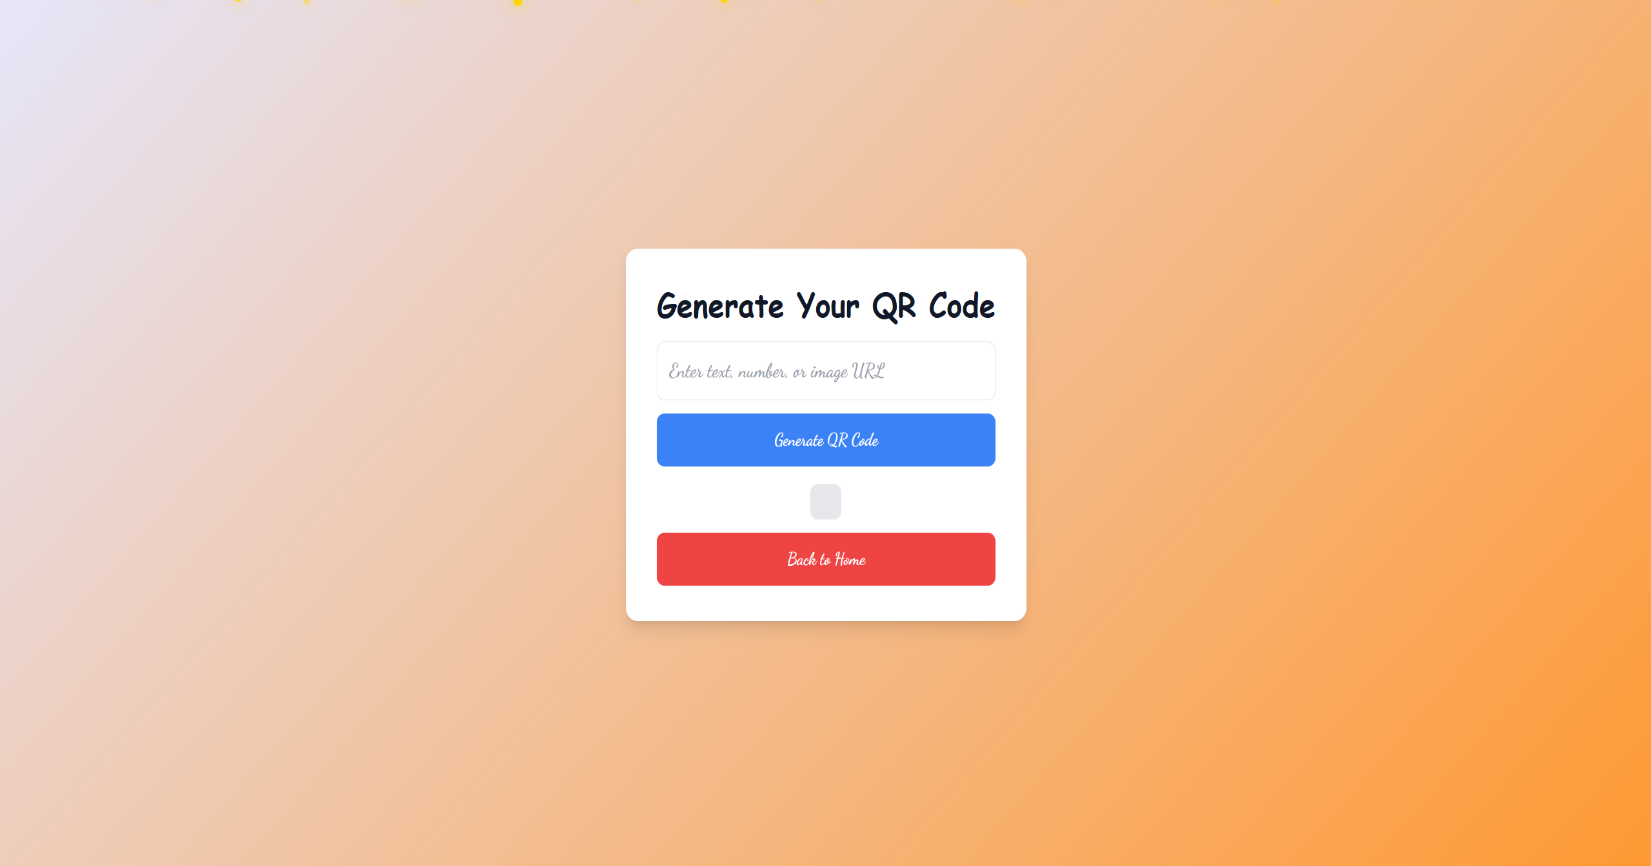 Generate Your QR Code
Enter text, number, or image URL
Generate QR Code
Back to Home